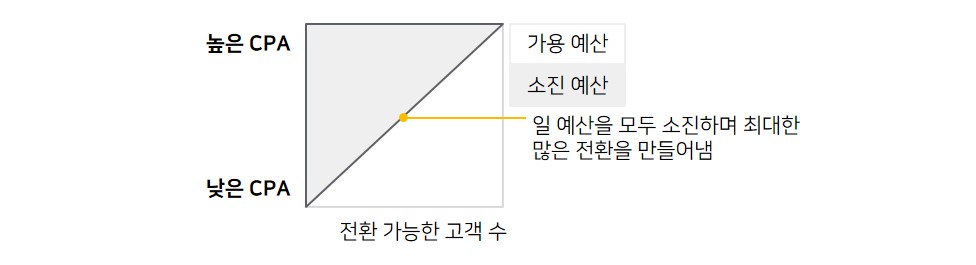 높은 CPA
가용 예산
소진 예산
일 예산을 모두 소진하며 최대한
많은 전환을 만들어냄
낮은 CPA
전환 가능한 고객 수